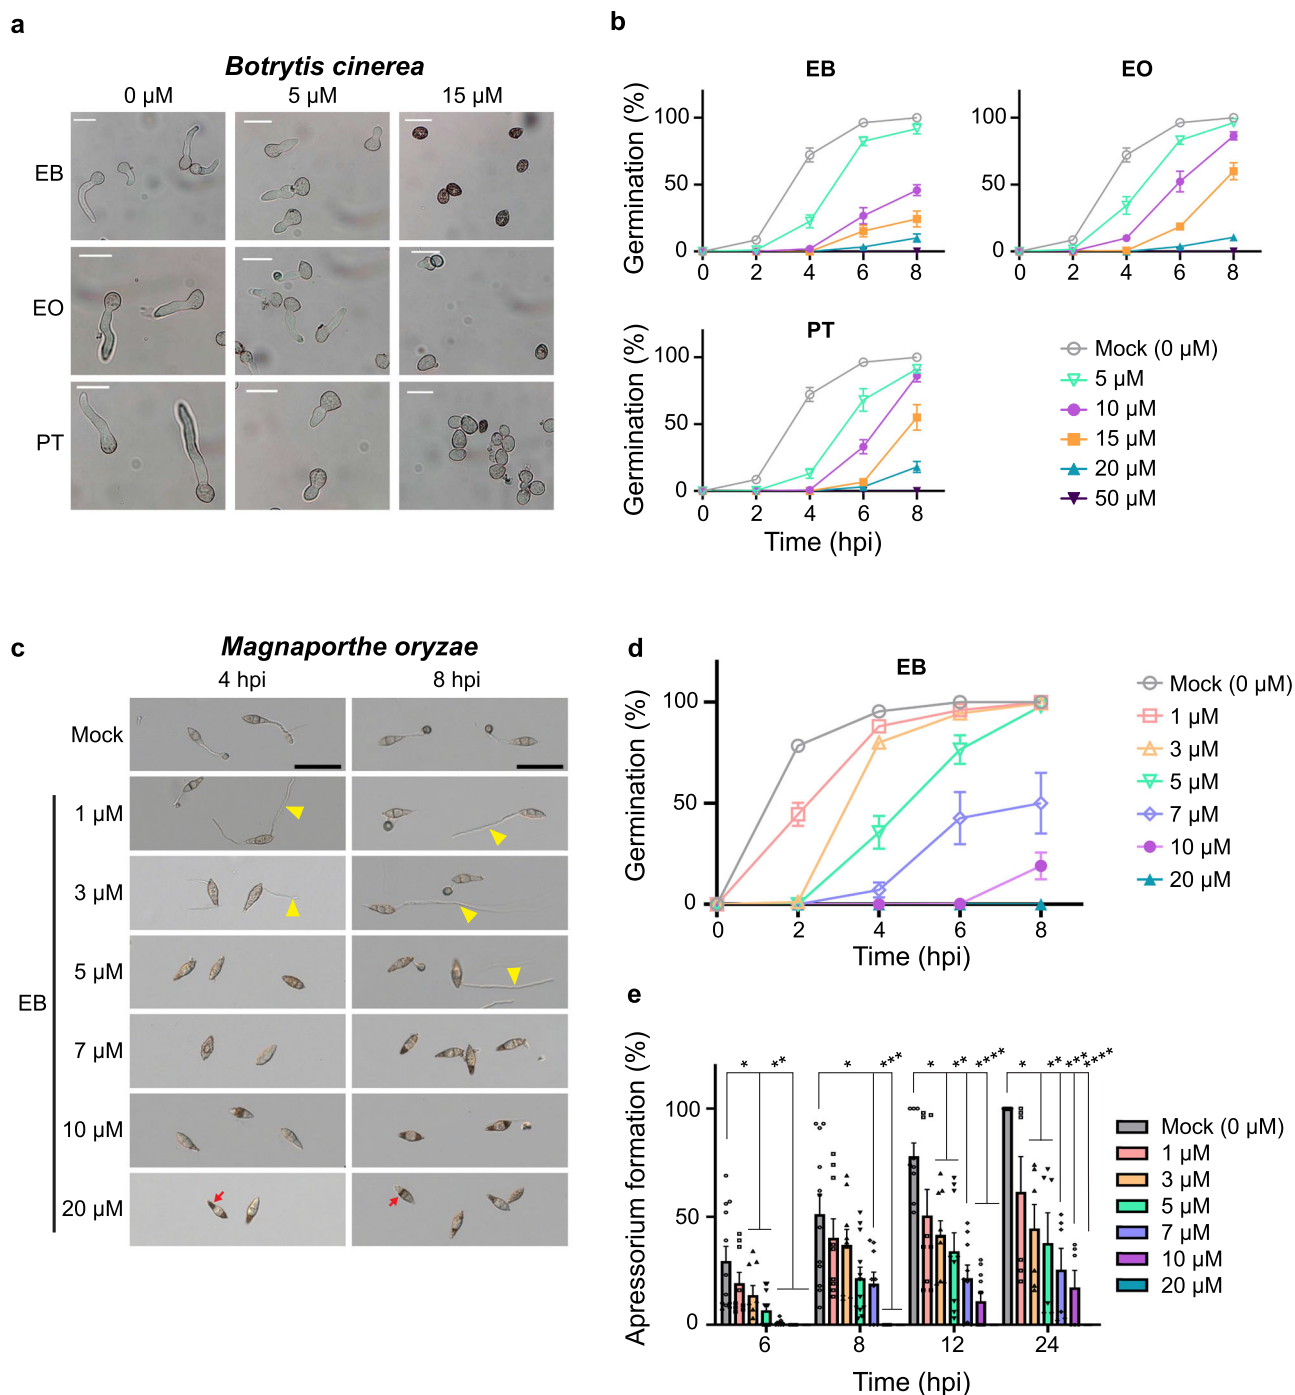 a
Botrytis cinerea
0 µM 5 µM 15 µM
EB
EO
PT
b
EB
Germination (%)
100
50
0
0 2 4 6 8
EO
100
50
0
0 2 4 6 8
PT
Germination (%)
100
50
0
0 2 4 6 8
Time (hpi)
Mock (0 µM)
5 µM
10 µM
15 µM
20 µM
50 µM
c
Magnaporthe oryzae
4 hpi 8 hpi
Mock
1 µM
3 µM
5 µM
EB
7 µM
10 µM
20 µM
d
EB
Germination (%)
100
50
0
0 2 4 6 8
Time (hpi)
Mock (0 µM)
1 µM
3 µM
5 µM
7 µM
10 µM
20 µM
e
Apressorium formation (%)
* ** * *** * ** **** * ** *** ****
100
50
0
6 8 12 24
Time (hpi)
Mock (0 µM)
1 µM
3 µM
5 µM
7 µM
10 µM
20 µM